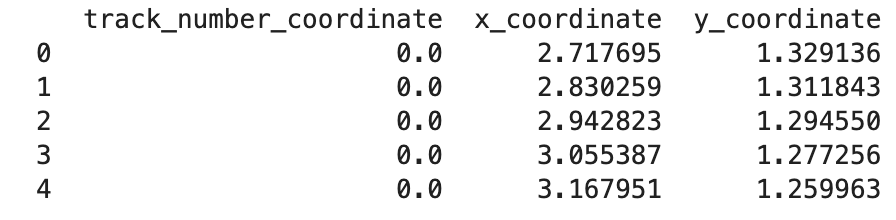 track_number_coordinate x_coordinate y_coordinate
0 0.0 2.717695 1.329136
1 0.0 2.830259 1.311843
2 0.0 2.942823 1.294550
3 0.0 3.055387 1.277256
4 0.0 3.167951 1.259963